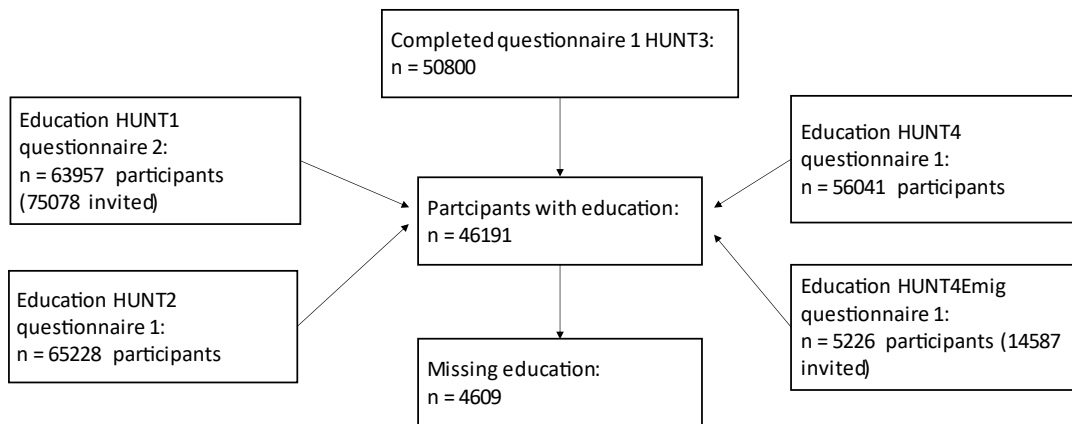 Completed questionnaire 1 HUNT3:
n = 50800
Education HUNT1
questionnaire 2:
n = 63957 participants
(75078 invited)
Education HUNT4
questionnaire 1:
n = 56041 participants
Partcipants with education:
n = 46191
Education HUNT2
questionnaire 1:
n = 65228 participants
Education HUNT4Emig
questionnaire 1:
n = 5226 participants (14587
invited)
Missing education:
n = 4609